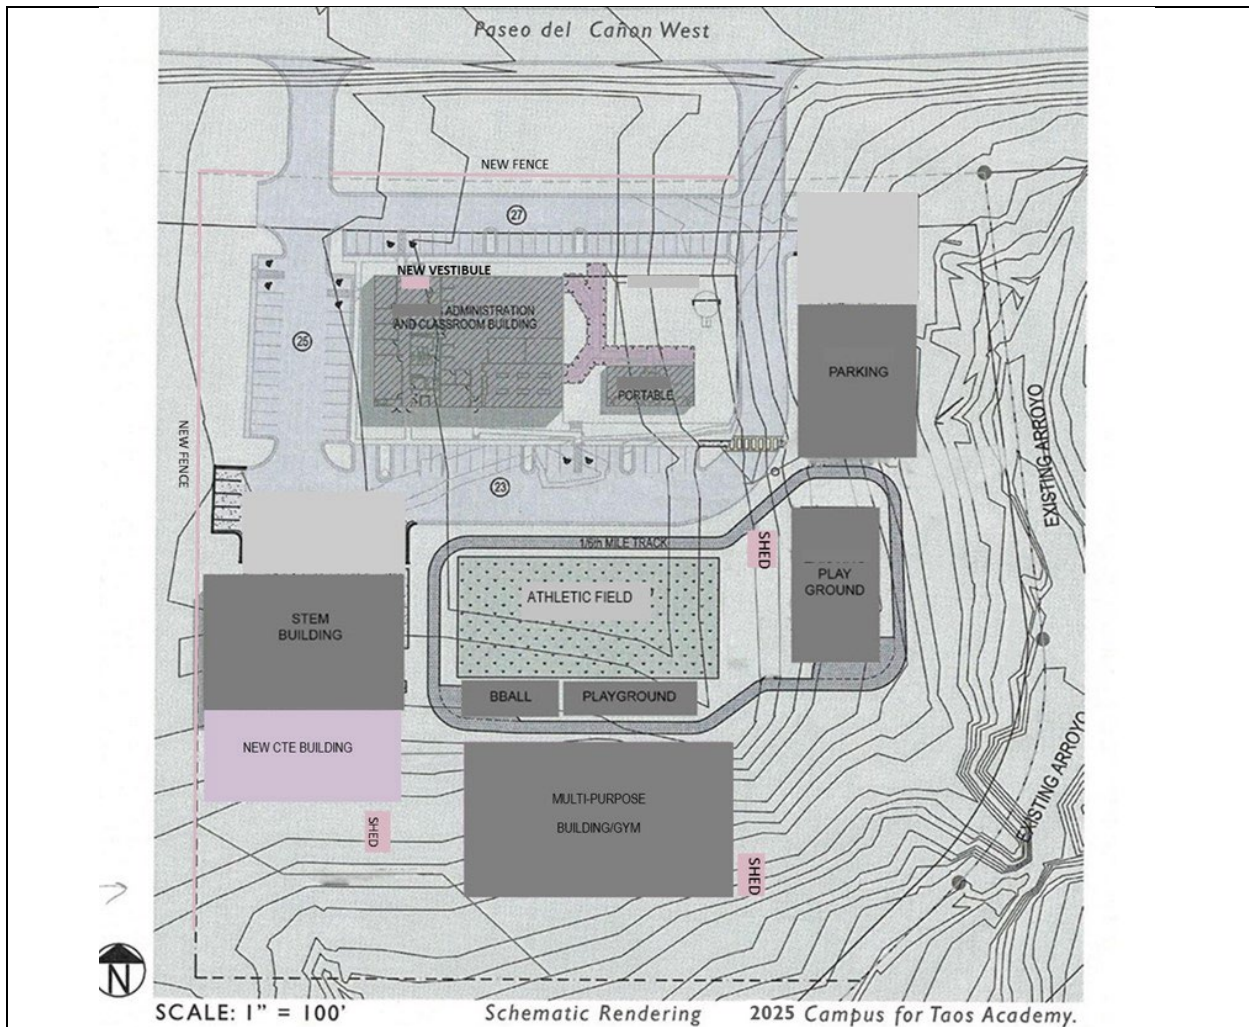 Paseo del Cañon West
NEW FENCE
27
NEW VESTIBULE
ADMINISTRATION
AND CLASSROOM BUILDING
25
PORTABLE
PARKING
NEW FENCE
EXISTING ARROYO
23
1/6th MILE TRACK
SHED
STEM
BUILDING
ATHLETIC FIELD
PLAY
GROUND
BBALL
PLAYGROUND
NEW CTE BUILDING
EXISTING ARROYO
MULTI-PURPOSE
BUILDING/GYM
SHED
SHED
N
SCALE: 1" = 100'
Schematic Rendering
2025 Campus for Taos Academy.